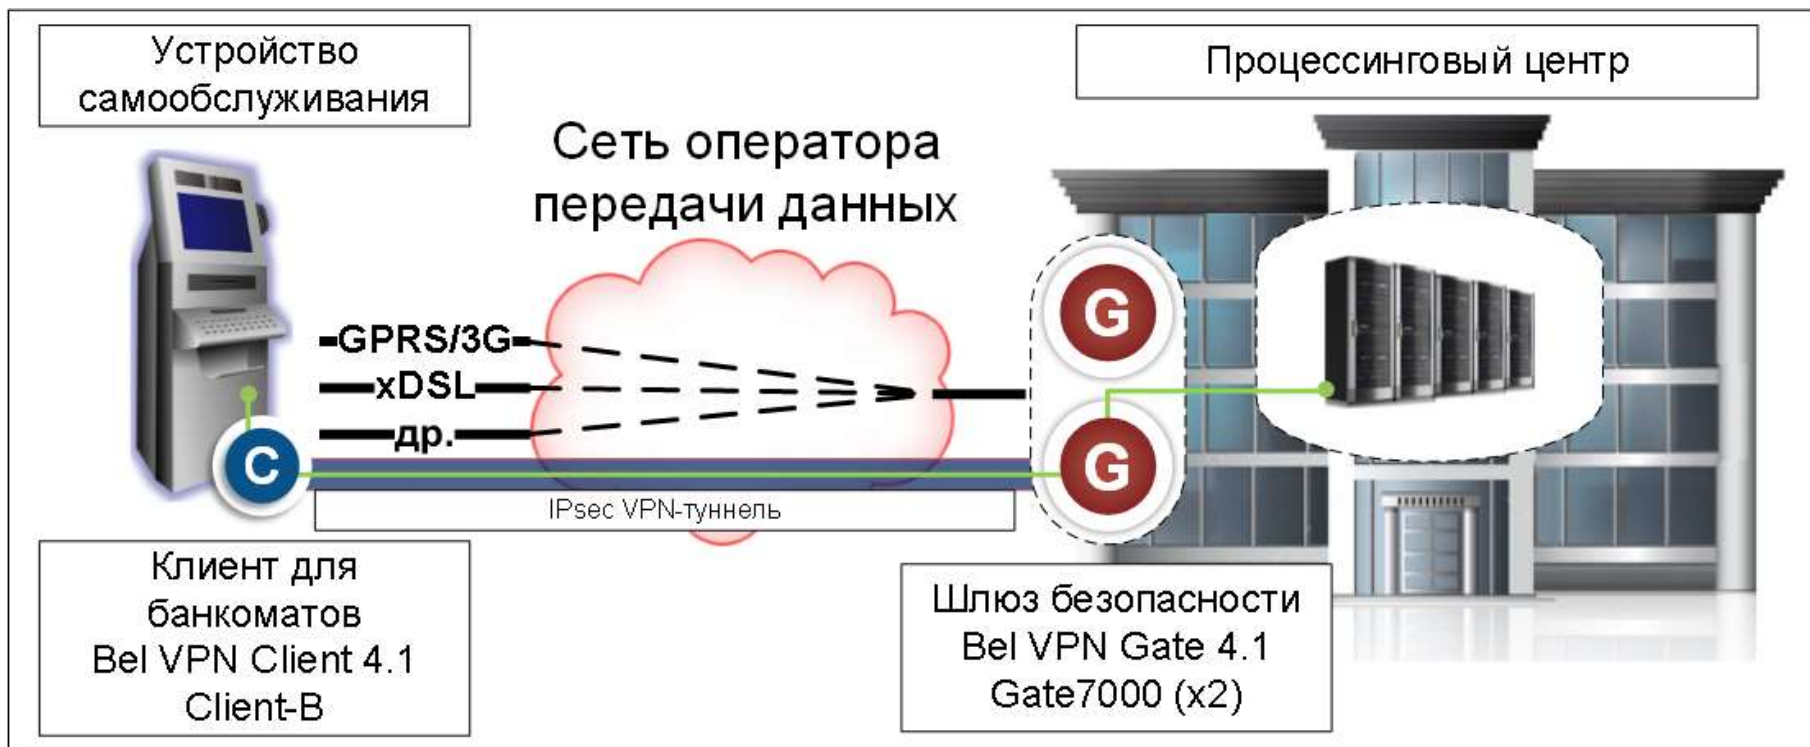 Устройство
самообслуживания
Процессинговый центр
Сеть оператора
передачи данных
GPRS/3G
xDSL
др.
G
G
C
IPsec VPN-туннель
Клиент для
банкоматов
Bel VPN Client 4.1
Client-B
Шлюз безопасности
Bel VPN Gate 4.1
Gate7000 (x2)